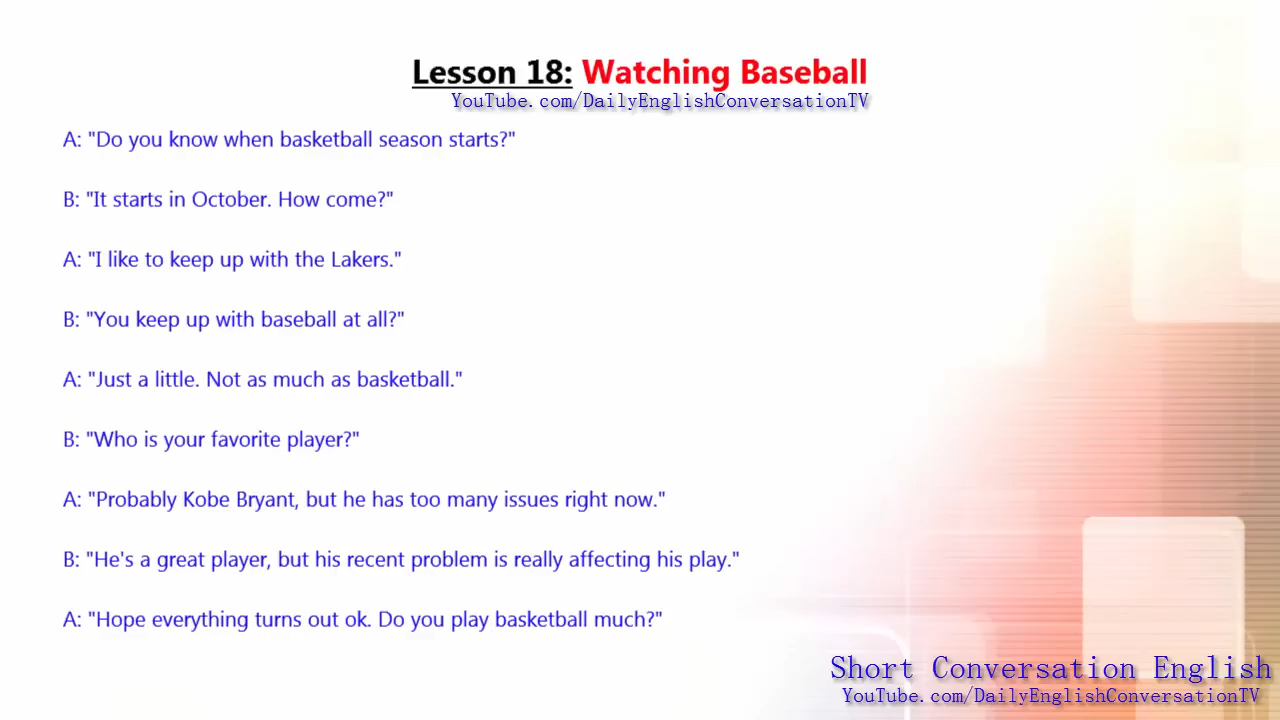 Lesson 18: Watching Baseball
YouTube.com/DailyEnglishConversationTV
A: "Do you know when basketball season starts?"
B: "It starts in October. How come?"
A: "I like to keep up with the Lakers."
B: "You keep up with baseball at all?"
A: "Just a little. Not as much as basketball."
B: "Who is your favorite player?"
A: "Probably Kobe Bryant, but he has too many issues right now."
B: "He's a great player, but his recent problem is really affecting his play."
A: "Hope everything turns out ok. Do you play basketball much?"
Short Conversation English
YouTube.com/DailyEnglishConversationTV